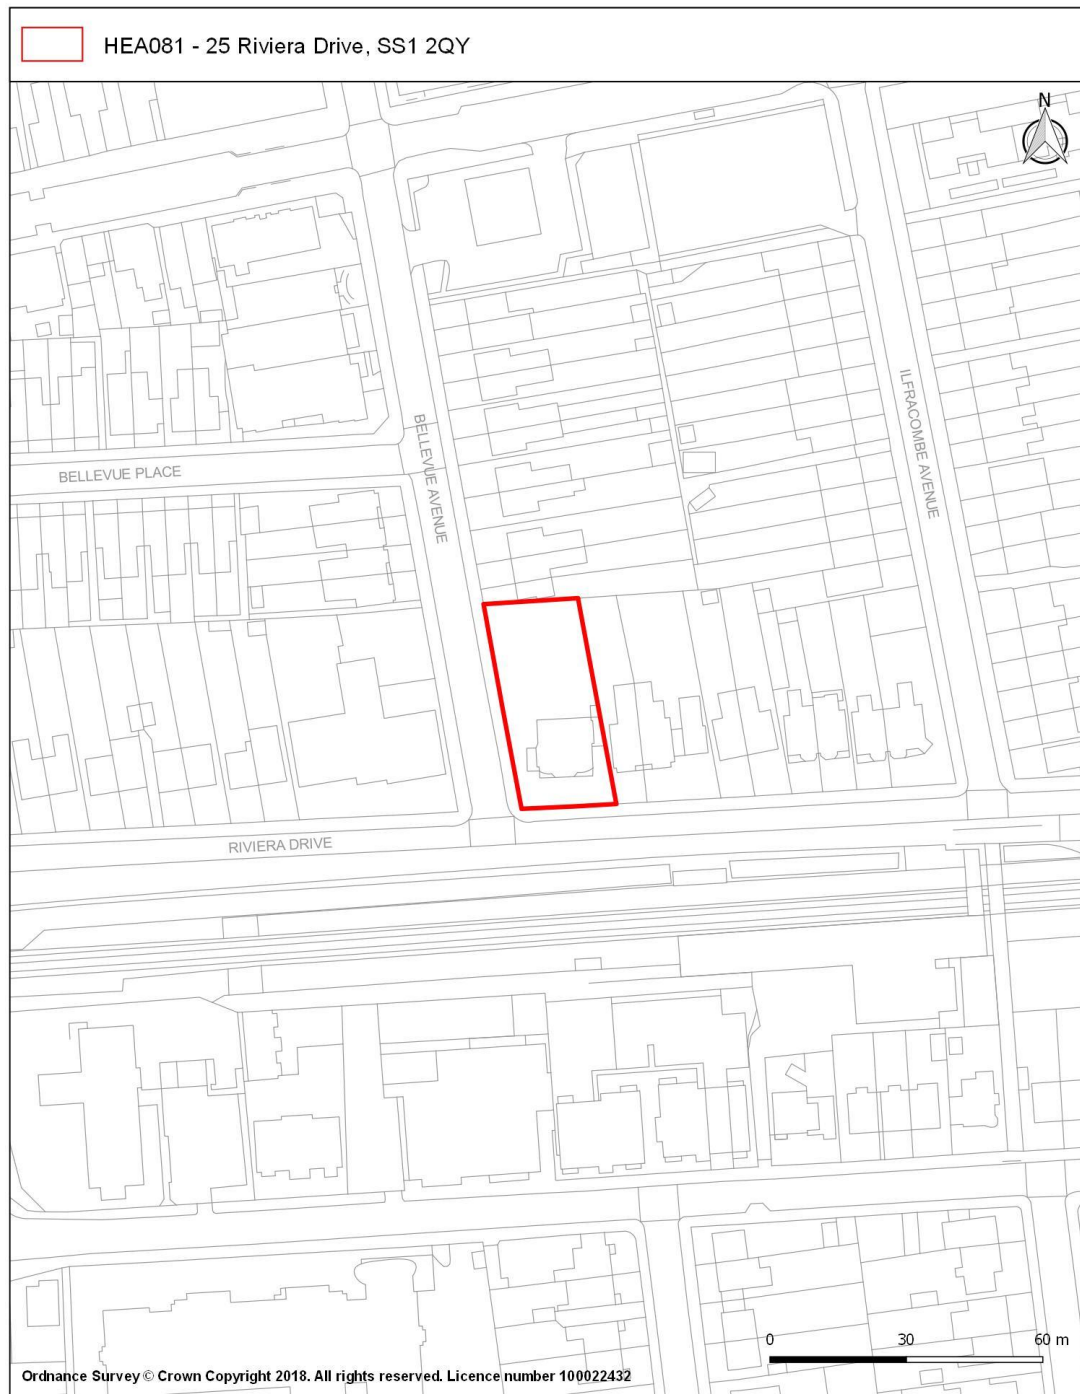 HEA081 - 25 Riviera Drive, SS1 2QY
N
ILFRACOMBE AVENUE
BELLEVUE AVENUE
BELLEVUE PLACE
RIVIERA DRIVE
0 30 60 m
Ordnance Survey © Crown Copyright 2018. All rights reserved. Licence number 100022432